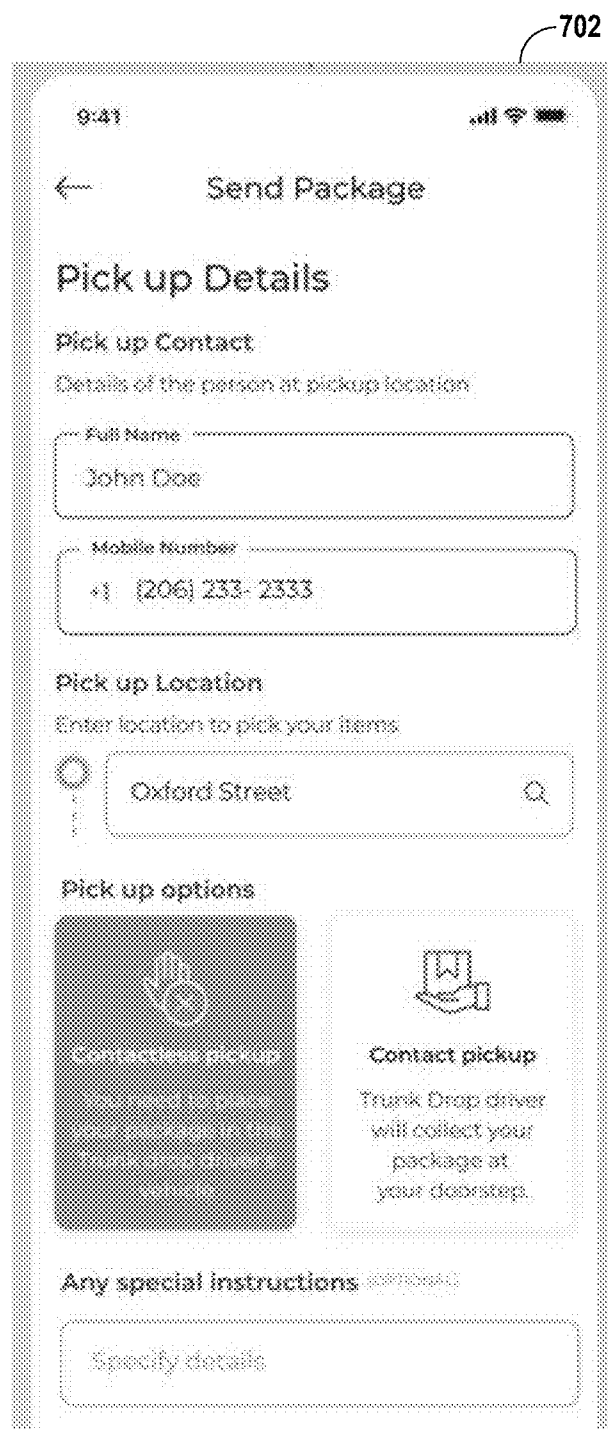 702
9:41
Send Package
Pick up Details
Pick up Contact
Details of the person at pickup location
Full Name
John Doe
Mobile Number
+1 (206) 233- 2333
Pick up Location
Enter location to pick your items
Oxford Street
Pick up options
Contactless pickup
Contact pickup
Trunk Drop driver
will collect your
package at
your doorstep.
Any special instructions (OPTIONAL)
Specify details